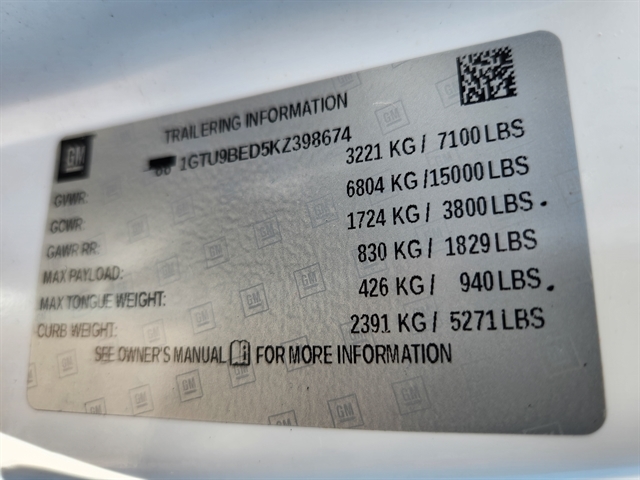 TRAILERING INFORMATION
GM
1GTU9BED5KZ398674
GVWR: 3221 KG / 7100 LBS
GCWR: 6804 KG /15000 LBS
GAWR RR: 1724 KG / 3800 LBS
MAX PAYLOAD: 830 KG / 1829 LBS
MAX TONGUE WEIGHT: 426 KG / 940 LBS
CURB WEIGHT: 2391 KG / 5271 LBS
SEE OWNER'S MANUAL FOR MORE INFORMATION